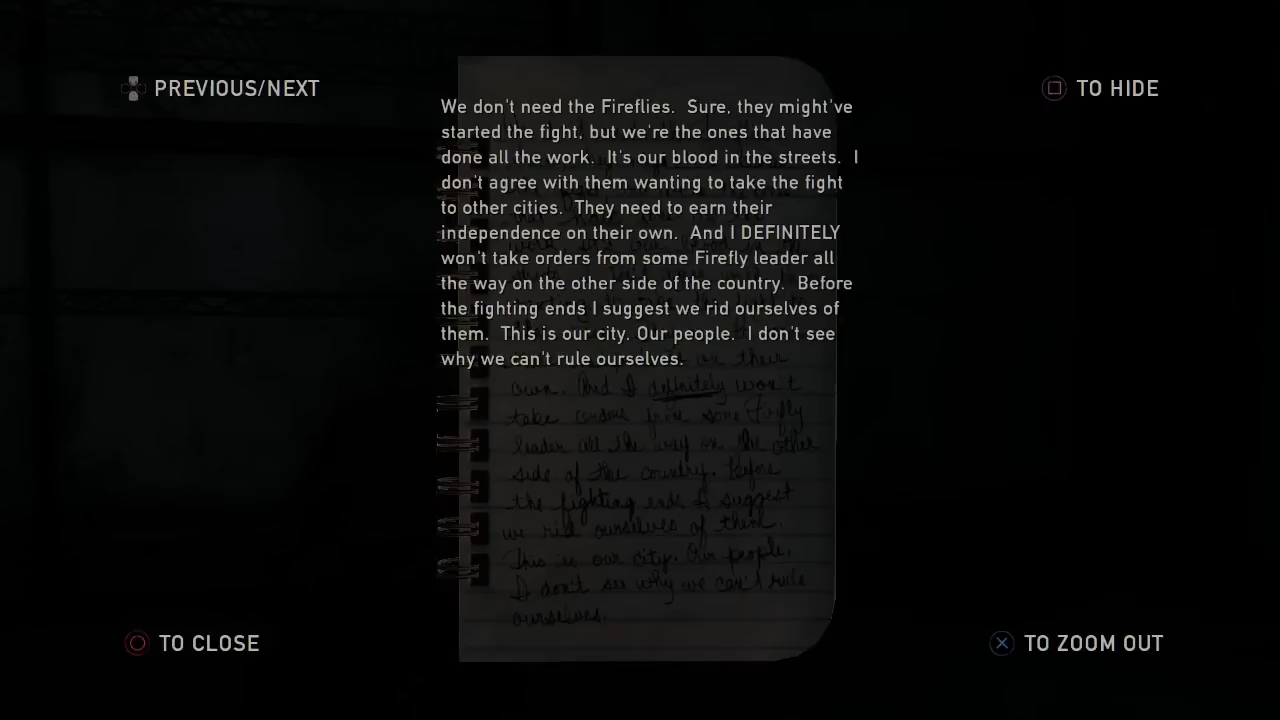 PREVIOUS/NEXT
TO HIDE
We don't need the Fireflies.  Sure, they might've
started the fight, but we're the ones that have
done all the work.  It's our blood in the streets.  I
don't agree with them wanting to take the fight
to other cities.  They need to earn their
independence on their own.  And I DEFINITELY
won't take orders from some Firefly leader all
the way on the other side of the country.  Before
the fighting ends I suggest we rid ourselves of
them.  This is our city. Our people.  I don't see
why we can't rule ourselves.
on their
own. And I definitely won't
take orders from some Firefly
leader all the way on the other
side of the country. Before
the fighting ends I suggest
we rid ourselves of them.
This is our city. Our people.
I don't see why we can't rule
ourselves.
TO CLOSE
TO ZOOM OUT